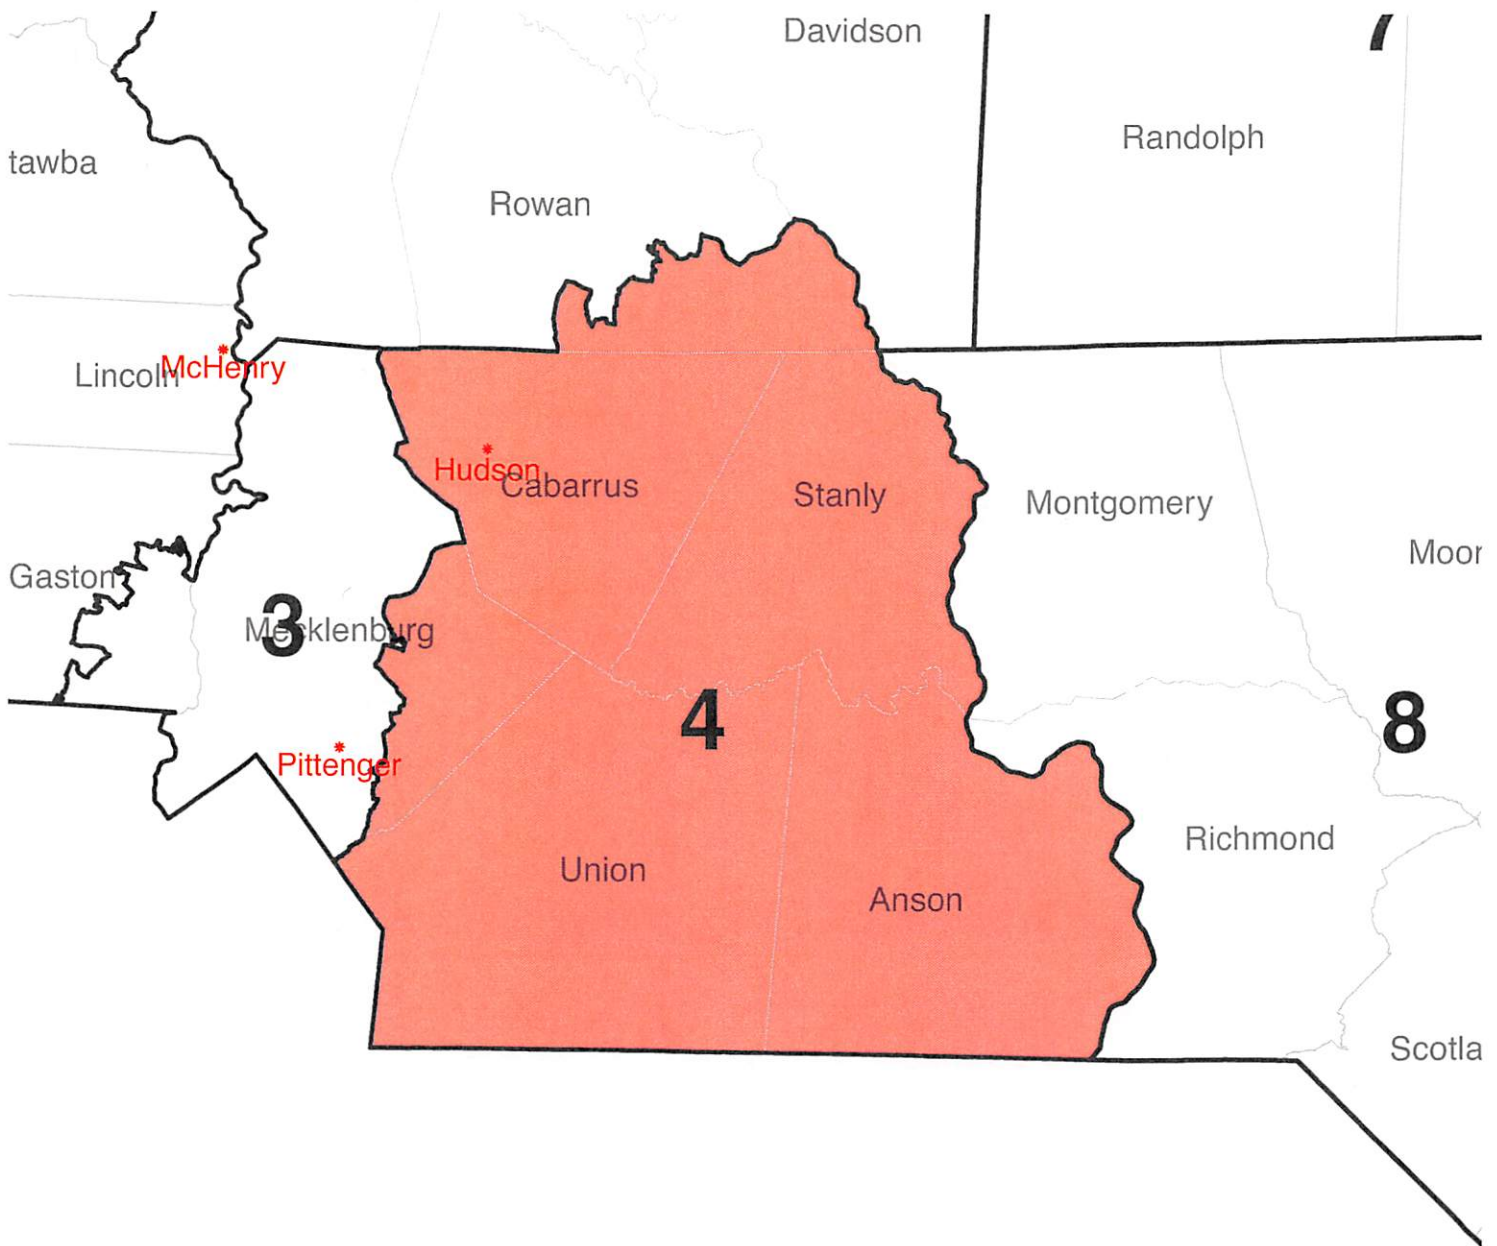 Davidson
7
Randolph
tawba
Rowan
McHenry
Lincoln
Hudson
Cabarrus
Stanly
Montgomery
Moor
Gaston
3
Mecklenburg
4
8
Pittenger
Richmond
Union
Anson
Scotla